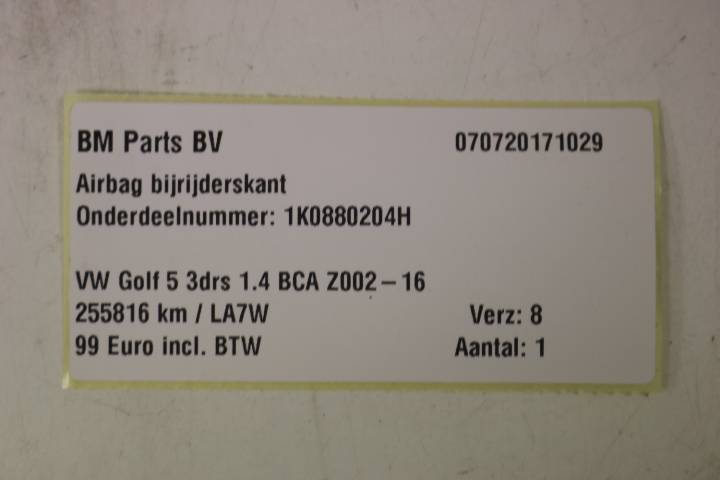 BM Parts BV 070720171029
Airbag bijrijderskant
Onderdeelnummer: 1K0880204H
VW Golf 5 3drs 1.4 BCA Z002-16
255816 km / LA7W Verz: 8
99 Euro incl. BTW Aantal: 1